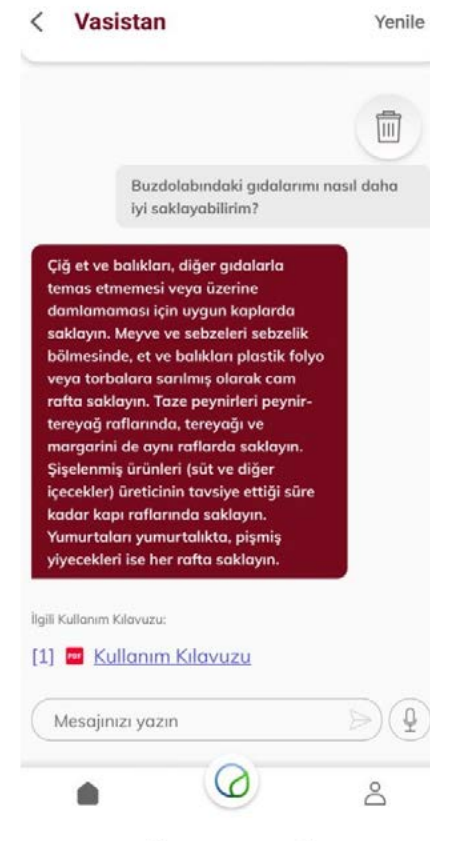 Vasistan
Yenile
Buzdolabındaki gıdalarımı nasıl daha
iyi saklayabilirim?
Çiğ et ve balıkları, diğer gıdalarla
temas etmemesi veya üzerine
damlamaması için uygun kaplarda
saklayın. Meyve ve sebzeleri sebzelik
bölmesinde, et ve balıkları plastik folyo
veya torbalara sarılmış olarak cam
rafta saklayın. Taze peynirleri peynir-
tereyağ raflarında, tereyağı ve
margarini de aynı raflarda saklayın.
Şişelenmiş ürünleri (süt ve diğer
içecekler) üreticinin tavsiye ettiği süre
kadar kapı raflarında saklayın.
Yumurtaları yumurtalıkta, pişmiş
yiyecekleri ise her rafta saklayın.
İlgili Kullanım Kılavuzu:
[1] PDF Kullanım Kılavuzu
Mesajınızı yazın